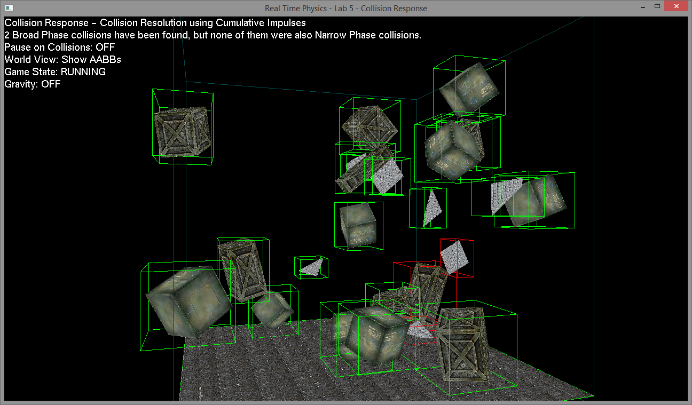 Real Time Physics - Lab 5 - Collision Response
Collision Response - Collision Resolution using Cumulative Impulses
2 Broad Phase collisions have been found, but none of them were also Narrow Phase collisions.
Pause on Collisions: OFF
World View: Show AABBs
Game State: RUNNING
Gravity: OFF